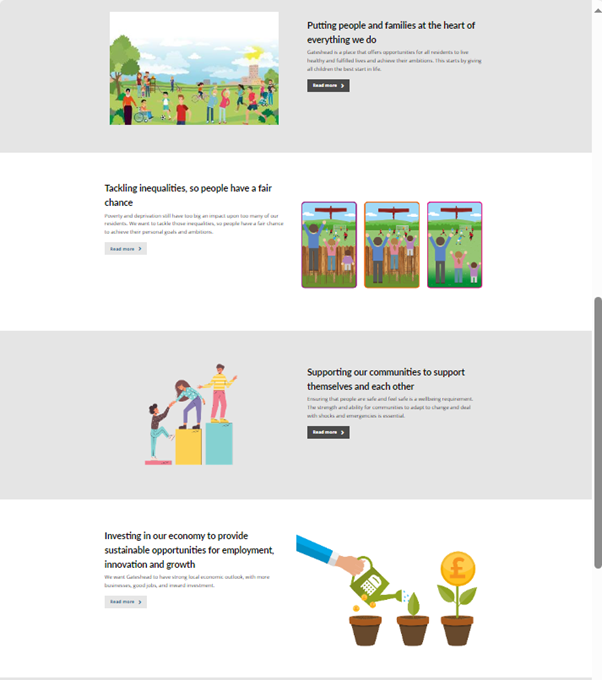 Putting people and families at the heart of
everything we do
Gateshead is a place that offers opportunities for all residents to live
healthy and fulfilled lives and achieve their ambitions. This starts by giving
all children the best start in life.
Read more
Tackling inequalities, so people have a fair
chance
Poverty and deprivation still have too big an impact upon too many of our
residents. We want to tackle those inequalities, so people have a fair chance
to achieve their personal goals and ambitions.
Read more
Supporting our communities to support
themselves and each other
Ensuring that people are safe and feel safe is a wellbeing requirement.
The strength and ability for communities to adapt to change and deal
with shocks and emergencies is essential.
Read more
Investing in our economy to provide
sustainable opportunities for employment,
innovation and growth
We want Gateshead to have strong local economic outlook, with more
businesses, good jobs, and inward investment.
Read more
£